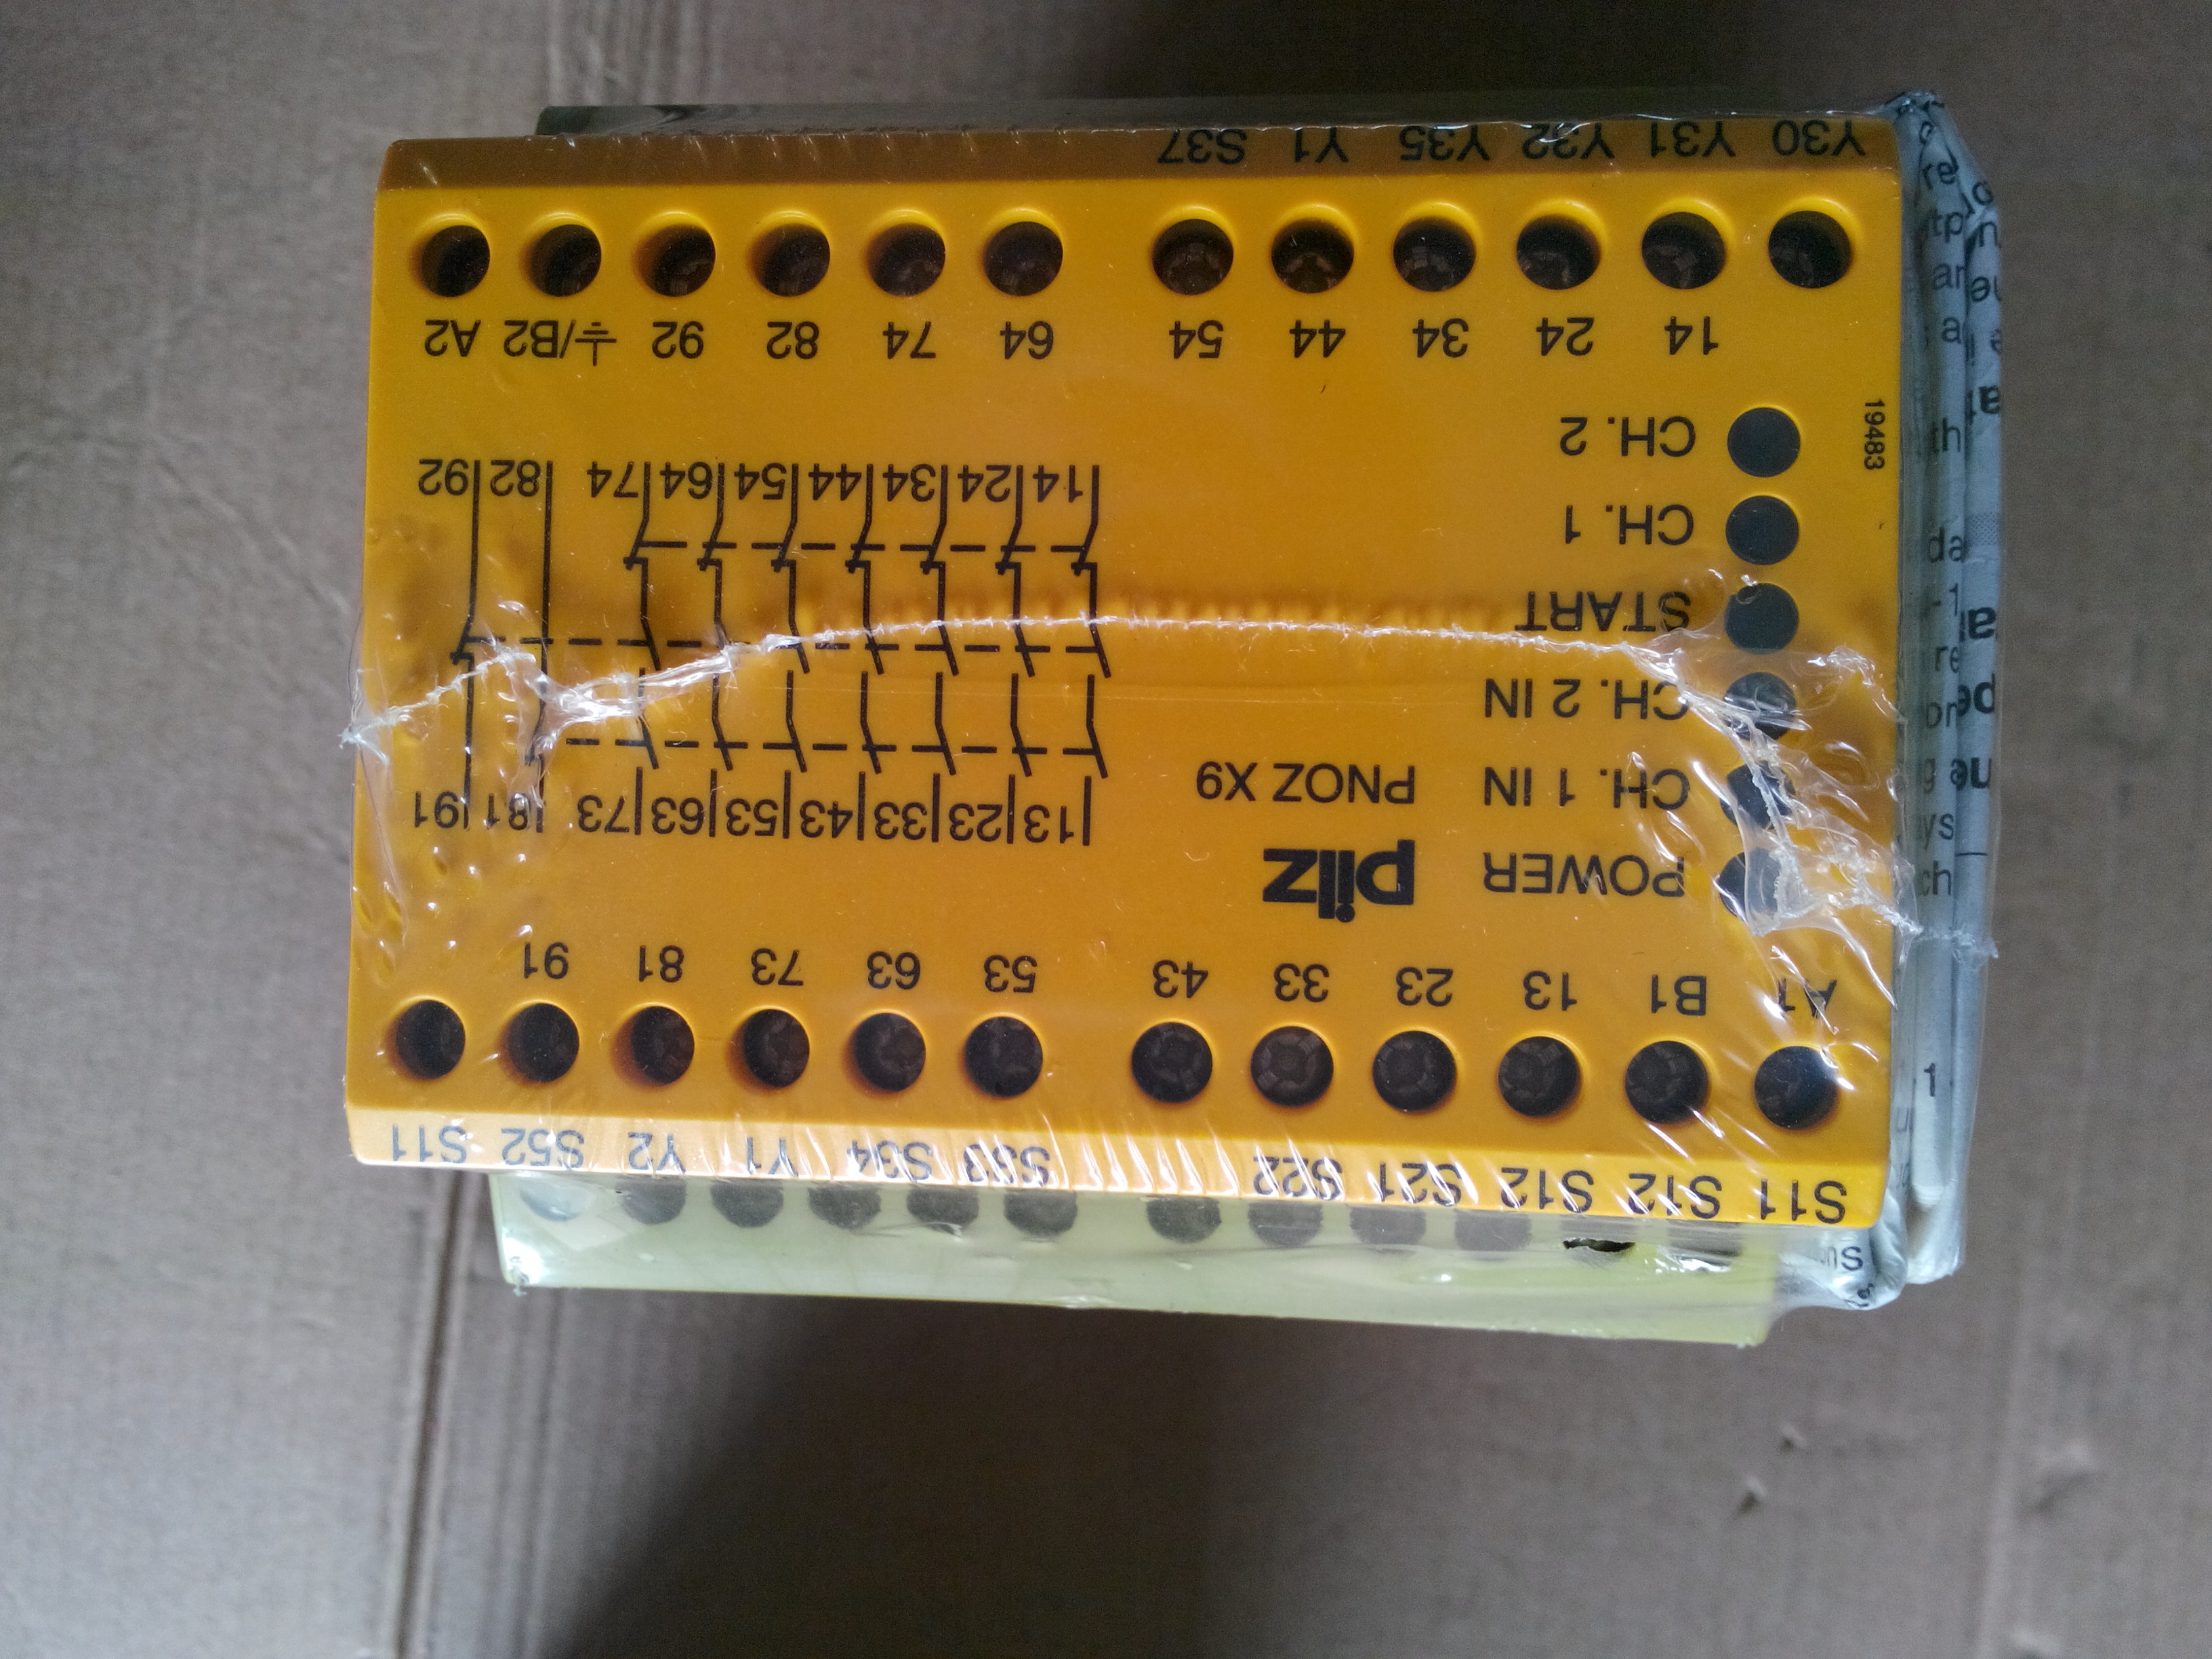 S11 S12 S12 S21 S22 S33 S34 Y1 Y2 S52 S11
A1 B1 13 23 33 43 53 63 73 81 91
POWER
pilz
CH. 1 IN
PNOZ X9
CH. 2 IN
START
CH. 1
CH. 2
13 23 33 43 53 63 73 81 91
14 24 34 44 54 64 74 82 92
19483
14 24 34 44 54 64 74 82 92 /B2 A2
Y30 Y31 Y32 Y35 Y1 S37